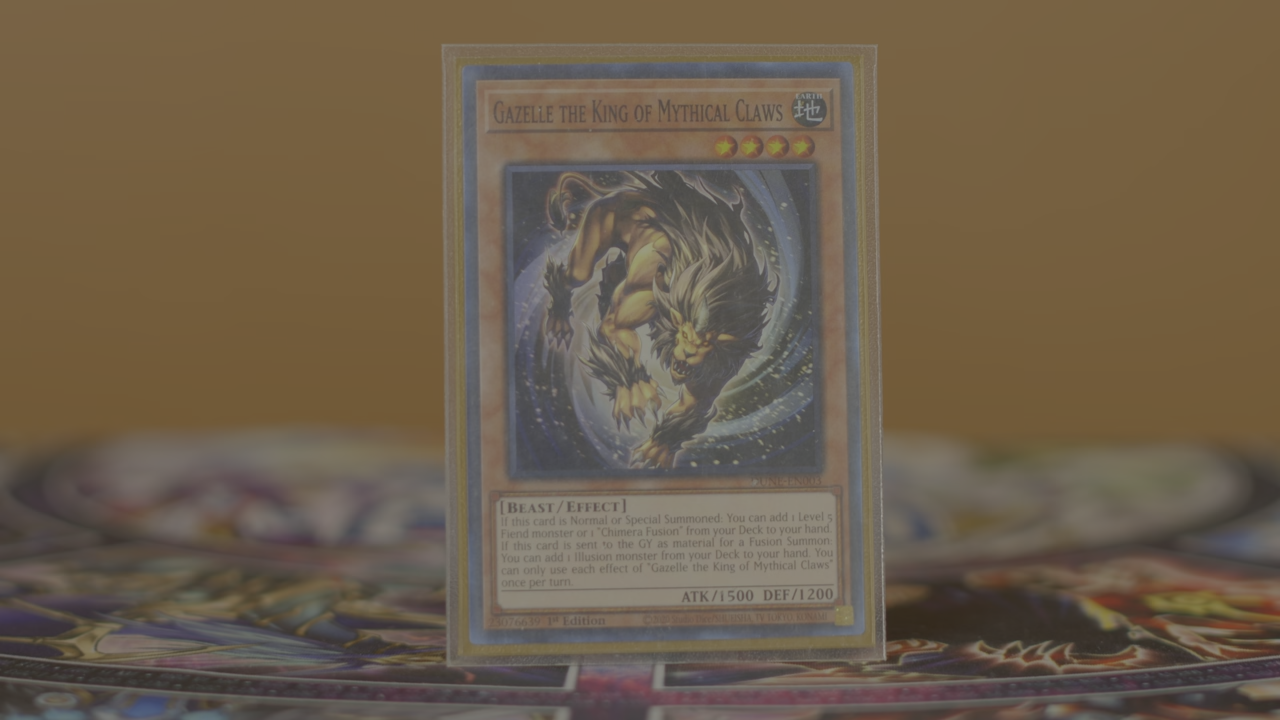 GAZELLE THE KING OF MYTHICAL CLAWS
EARTH
地
DUNE-EN003
[BEAST/EFFECT]
If this card is Normal or Special Summoned: You can add 1 Level 5
Fiend monster or 1 "Chimera Fusion" from your Deck to your hand.
If this card is sent to the GY as material for a Fusion Summon:
You can add 1 Illusion monster from your Deck to your hand. You
can only use each effect of "Gazelle the King of Mythical Claws"
once per turn.
ATK/1500 DEF/1200
1st Edition